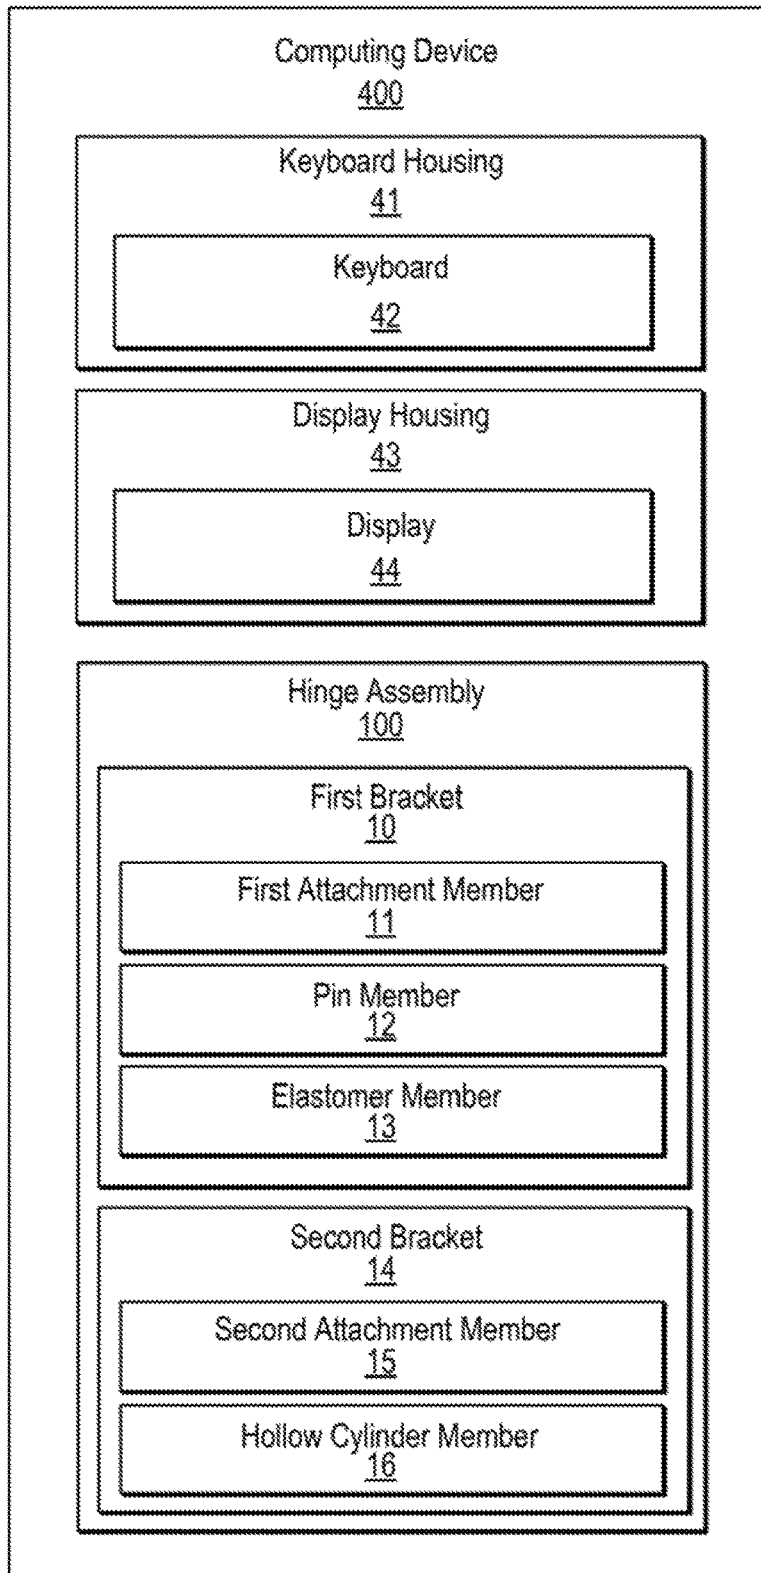 Computing Device
400
Keyboard Housing
41
Keyboard
42
Display Housing
43
Display
44
Hinge Assembly
100
First Bracket
10
First Attachment Member
11
Pin Member
12
Elastomer Member
13
Second Bracket
14
Second Attachment Member
15
Hollow Cylinder Member
16